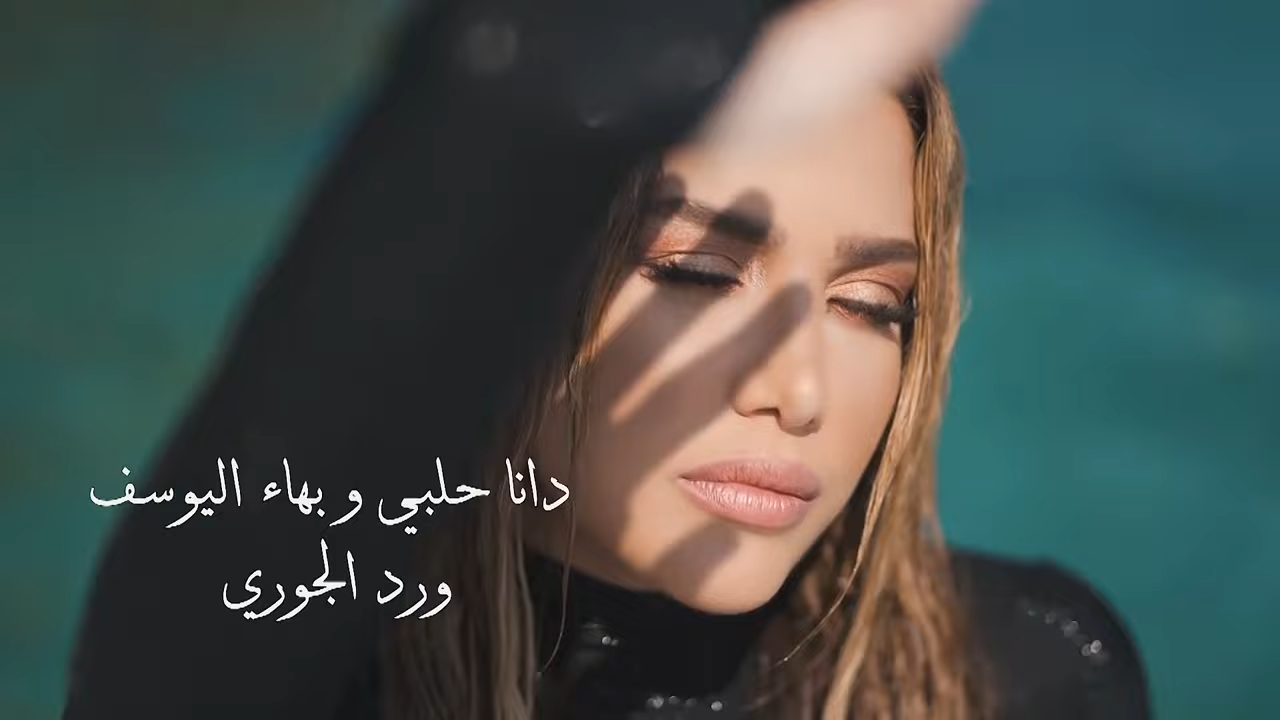 دانا حلبي و بهاء اليوسف
ورد الجوري